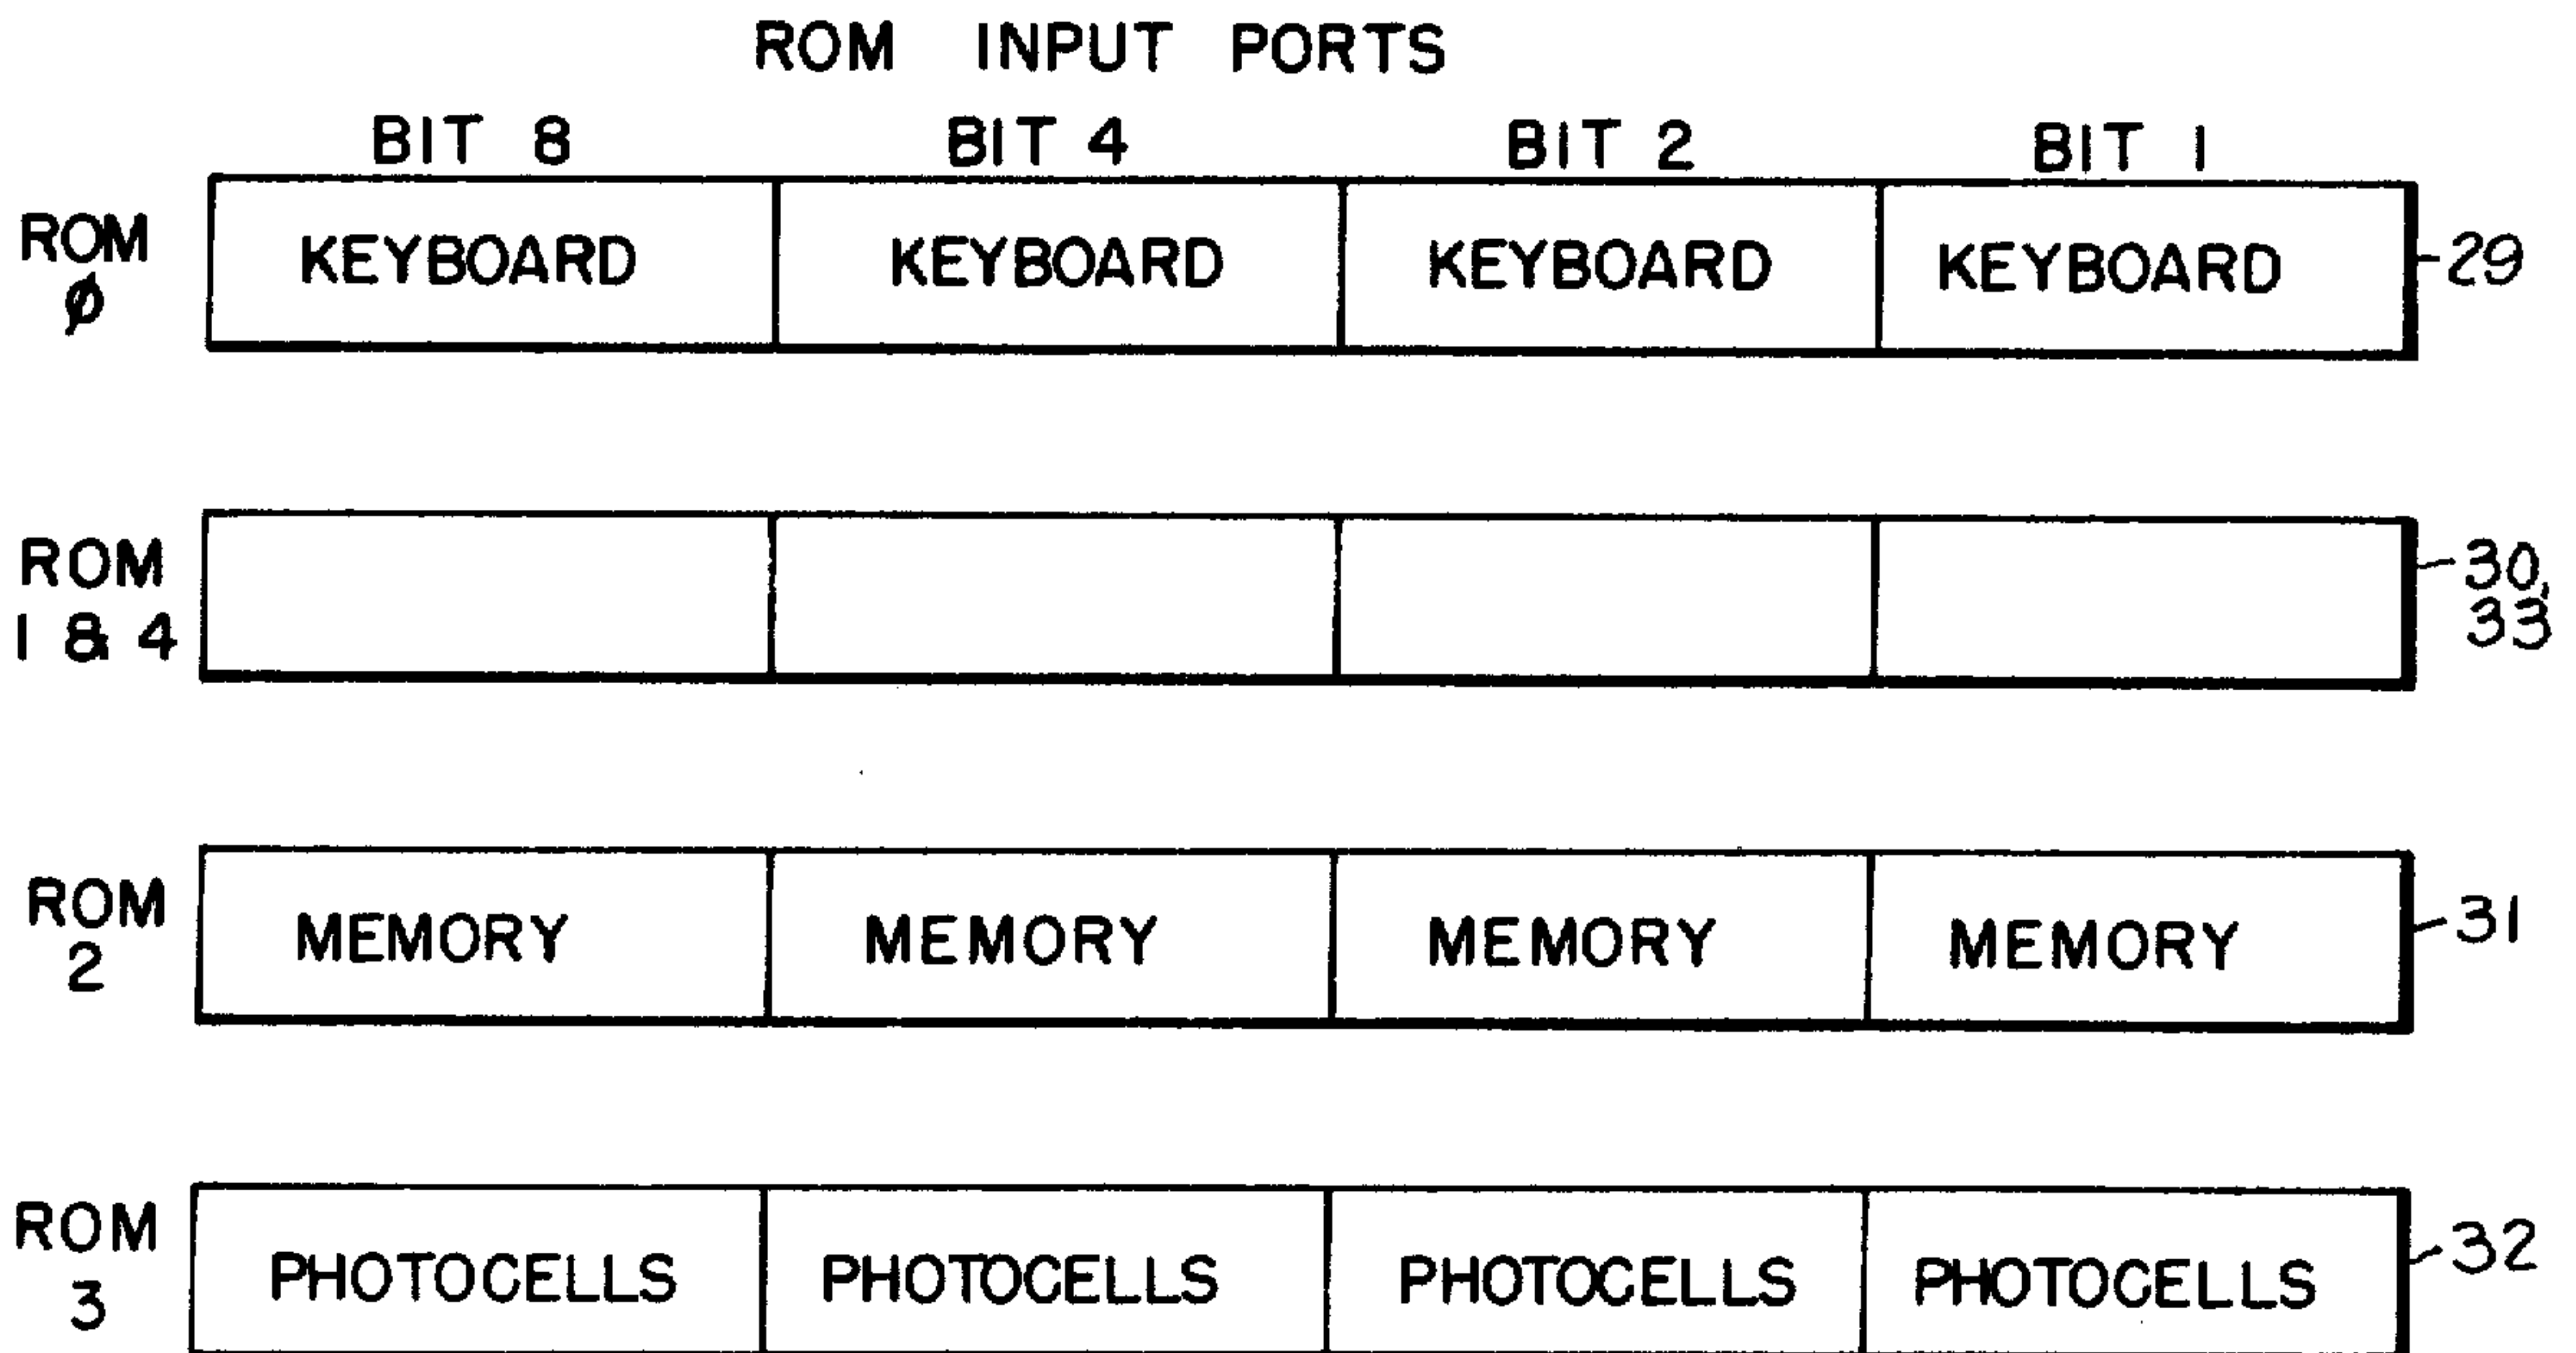 ROM INPUT PORTS
BIT 8 BIT 4 BIT 2 BIT 1
ROM
ϕ
KEYBOARD KEYBOARD KEYBOARD KEYBOARD
29
ROM
1 & 4
30,
33
ROM
2
MEMORY MEMORY MEMORY MEMORY
31
ROM
3
PHOTOCELLS PHOTOCELLS PHOTOCELLS PHOTOCELLS
32